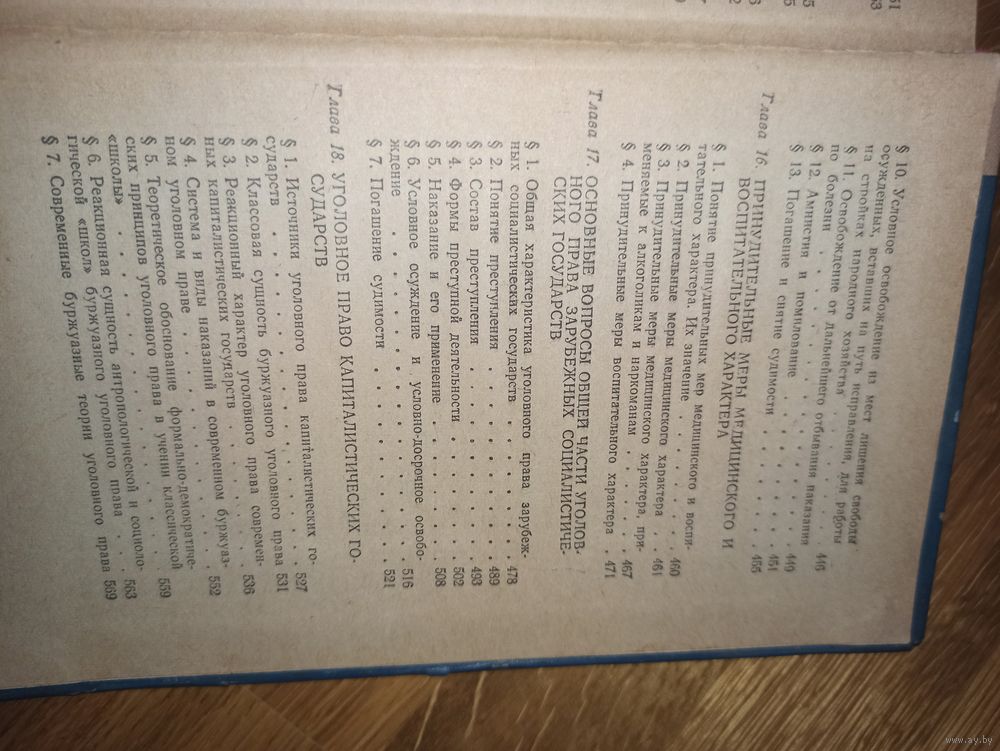 § 10. Условное освобождение из мест лишения свободы
осужденных, вставших на путь исправления, для работы
на стройках народного хозяйства . . . . . 446
§ 11. Освобождение от дальнейшего отбывания наказания
по болезни . . . . . 449
§ 12. Амнистия и помилование . . . . . 451
§ 13. Погашение и снятие судимости . . . . . 455
Глава 16. ПРИНУДИТЕЛЬНЫЕ МЕРЫ МЕДИЦИНСКОГО И
ВОСПИТАТЕЛЬНОГО ХАРАКТЕРА
§ 1. Понятие принудительных мер медицинского и воспи-
тательного характера. Их значение . . . . . 460
§ 2. Принудительные меры медицинского характера . . 461
§ 3. Принудительные меры медицинского характера, при-
меняемые к алкоголикам и наркоманам . . . . . 467
§ 4. Принудительные меры воспитательного характера . 471
Глава 17. ОСНОВНЫЕ ВОПРОСЫ ОБЩЕЙ ЧАСТИ УГОЛОВ-
НОГО ПРАВА ЗАРУБЕЖНЫХ СОЦИАЛИСТИЧЕ-
СКИХ ГОСУДАРСТВ
§ 1. Общая характеристика уголовного права зарубеж-
ных социалистических государств . . . . . 478
§ 2. Понятие преступления . . . . . 489
§ 3. Состав преступления . . . . . 493
§ 4. Формы преступной деятельности . . . . . 502
§ 5. Наказание и его применение . . . . . 508
§ 6. Условное осуждение и условно-досрочное освобо-
ждение . . . . . 516
§ 7. Погашение судимости . . . . . 521
Глава 18. УГОЛОВНОЕ ПРАВО КАПИТАЛИСТИЧЕСКИХ ГО-
СУДАРСТВ
§ 1. Источники уголовного права капиталистических го-
сударств . . . . . 527
§ 2. Классовая сущность буржуазного уголовного права 531
§ 3. Реакционный характер уголовного права современ-
ных капиталистических государств . . . . . 536
§ 4. Система и виды наказаний в современном буржуаз-
ном уголовном праве . . . . . 552
§ 5. Теоретическое обоснование формально-демократиче-
ских принципов уголовного права в учении классической
«школы» . . . . . 559
§ 6. Реакционная сущность антропологической и социоло-
гической «школ» буржуазного уголовного права . . 563
§ 7. Современные буржуазные теории уголовного права 569
www.ay.by